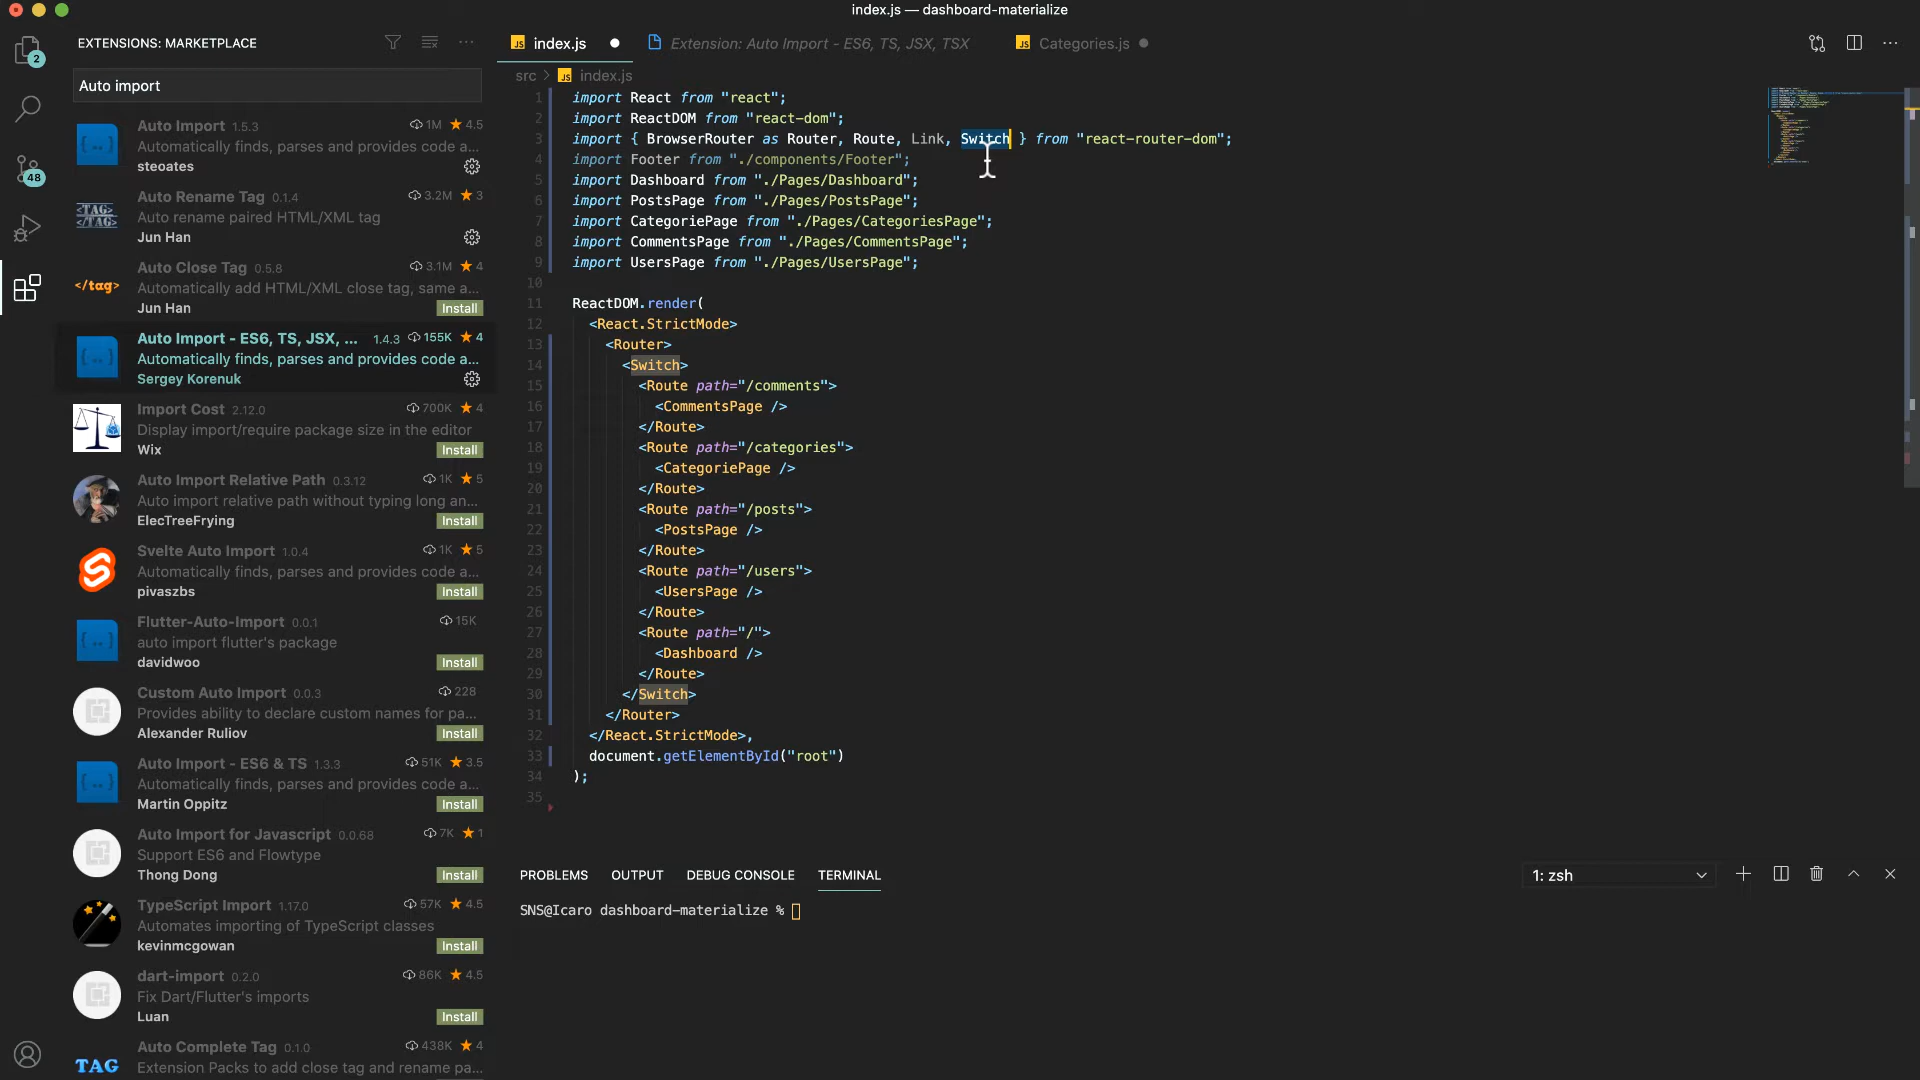 index.js — dashboard-materialize
EXTENSIONS: MARKETPLACE
Auto import
Auto Import 1.5.3 1M 4.5
Automatically finds, parses and provides code a...
steoates
Auto Rename Tag 0.1.4 3.2M 3
Auto rename paired HTML/XML tag
Jun Han
Auto Close Tag 0.5.8 3.1M 4
Automatically add HTML/XML close tag, same a...
Jun Han Install
Auto Import - ES6, TS, JSX, ... 1.4.3 155K 4
Automatically finds, parses and provides code a...
Sergey Korenuk
Import Cost 2.12.0 700K 4
Display import/require package size in the editor
Wix Install
Auto Import Relative Path 0.3.12 1K 5
Auto import relative path without typing long an...
ElecTreeFrying Install
Svelte Auto Import 1.0.4 1K 5
Automatically finds, parses and provides code a...
pivaszbs Install
Flutter-Auto-Import 0.0.1 15K
auto import flutter's package
davidwoo Install
Custom Auto Import 0.0.3 228
Provides ability to declare custom names for pa...
Alexander Ruliov Install
Auto Import - ES6 & TS 1.3.3 51K 3.5
Automatically finds, parses and provides code a...
Martin Oppitz Install
Auto Import for Javascript 0.0.68 7K 1
Support ES6 and Flowtype
Thong Dong Install
TypeScript Import 1.17.0 57K 4.5
Automates importing of TypeScript classes
kevinmcgowan Install
dart-import 0.2.0 86K 4.5
Fix Dart/Flutter's imports
Luan Install
Auto Complete Tag 0.1.0 438K 4
Extension Packs to add close tag and rename pa...
2
48
<TAG>
</TAG>
</tag>
TAG
JS index.js
Extension: Auto Import - ES6, TS, JSX, TSX
JS Categories.js
src > JS index.js
1 import React from "react";
2 import ReactDOM from "react-dom";
3 import { BrowserRouter as Router, Route, Link, Switch } from "react-router-dom";
4 import Footer from "./components/Footer";
5 import Dashboard from "./Pages/Dashboard";
6 import PostsPage from "./Pages/PostsPage";
7 import CategoriePage from "./Pages/CategoriesPage";
8 import CommentsPage from "./Pages/CommentsPage";
9 import UsersPage from "./Pages/UsersPage";
10
11 ReactDOM.render(
12 <React.StrictMode>
13 <Router>
14 <Switch>
15 <Route path="/comments">
16 <CommentsPage />
17 </Route>
18 <Route path="/categories">
19 <CategoriePage />
20 </Route>
21 <Route path="/posts">
22 <PostsPage />
23 </Route>
24 <Route path="/users">
25 <UsersPage />
26 </Route>
27 <Route path="/">
28 <Dashboard />
29 </Route>
30 </Switch>
31 </Router>
32 </React.StrictMode>,
33 document.getElementById("root")
34 );
35
PROBLEMS OUTPUT DEBUG CONSOLE TERMINAL 1: zsh
SNS@Icaro dashboard-materialize %